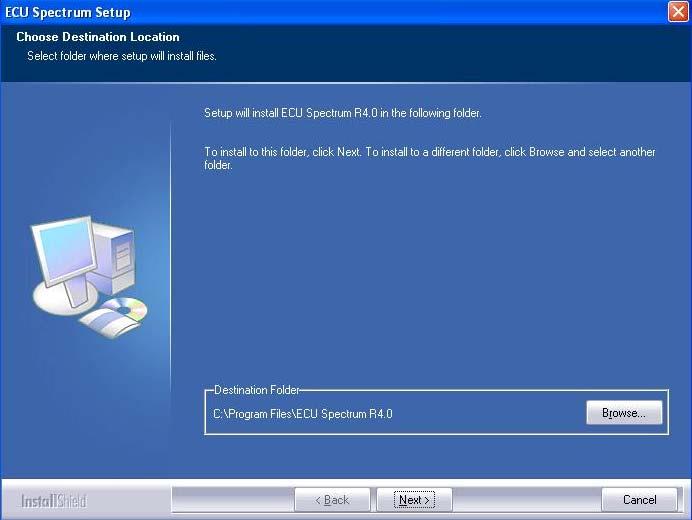 ECU Spectrum Setup
Choose Destination Location
Select folder where setup will install files.
Setup will install ECU Spectrum R4.0 in the following folder.
To install to this folder, click Next. To install to a different folder, click Browse and select another
folder.
Destination Folder
C:\Program Files\ECU Spectrum R4.0
Browse...
InstallShield
< Back
Next >
Cancel